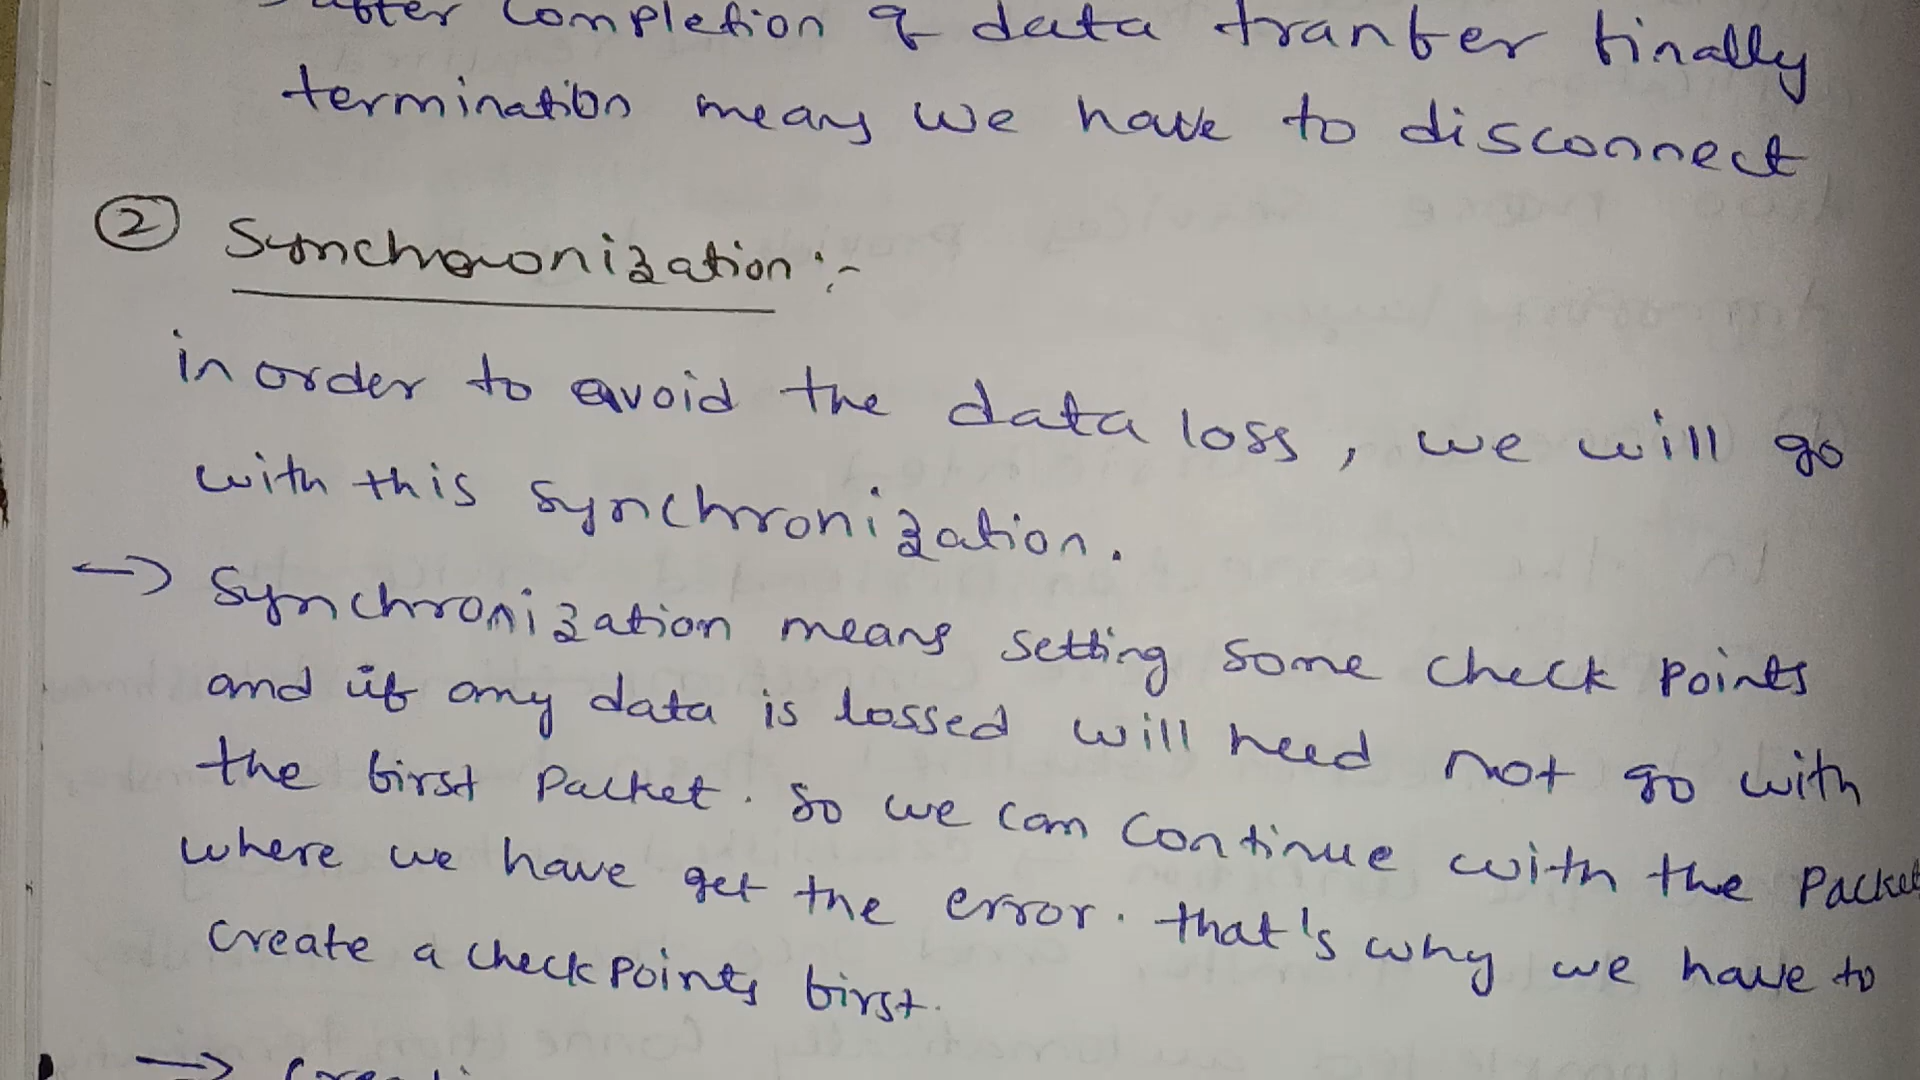 after completion of data tranfer finally
termination means we have to disconnect
② Synchronization :-
in order to avoid the data loss, we will go
with this synchronization.
→ Synchronization means setting some check points
and if any data is lossed will need not go with
the first packet. So we can continue with the packet
where we have get the error. that's why we have to
create a check points first.
→